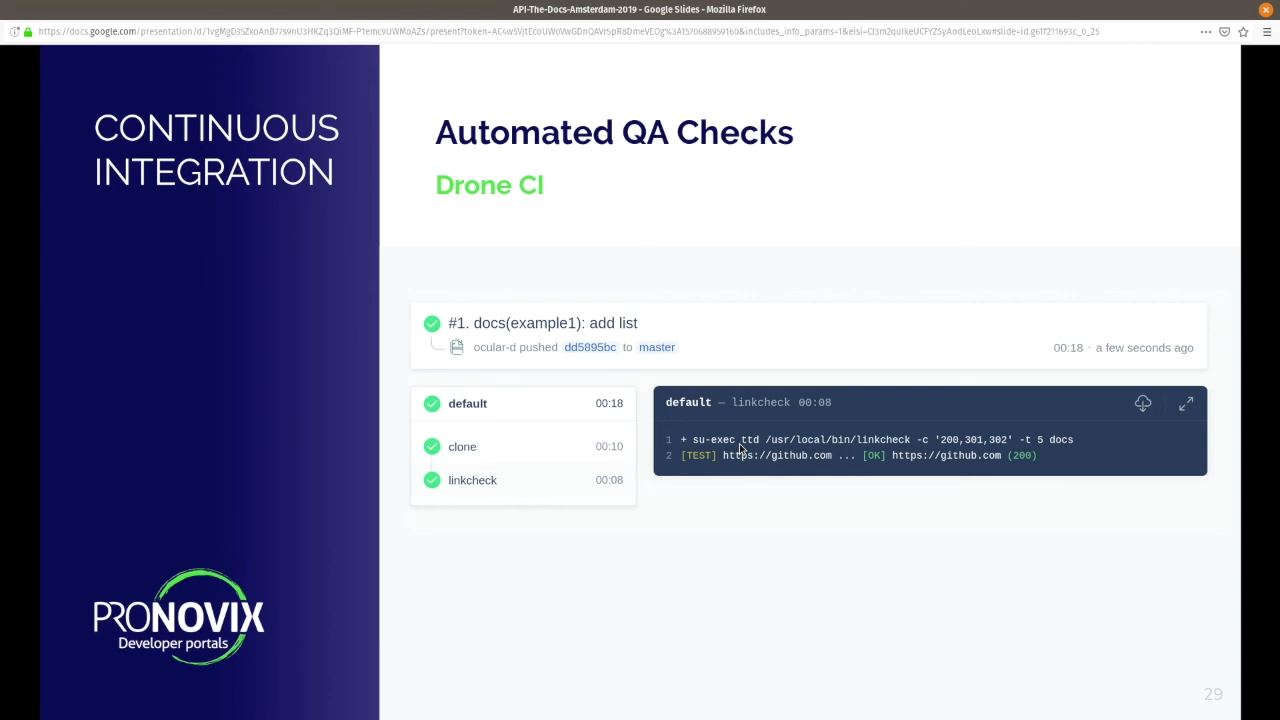 API-The-Docs-Amsterdam-2019 - Google Slides - Mozilla Firefox
CONTINUOUS
INTEGRATION
Automated QA Checks
Drone CI
#1. docs(example1): add list
ocular-d pushed dd5895bc to master
00:18 · a few seconds ago
default 00:18
clone 00:10
linkcheck 00:08
default — linkcheck 00:08
1 + su-exec ttd /usr/local/bin/linkcheck -c '200,301,302' -t 5 docs
2 [TEST] https://github.com ... [OK] https://github.com (200)
PRONOVIX
Developer portals
29